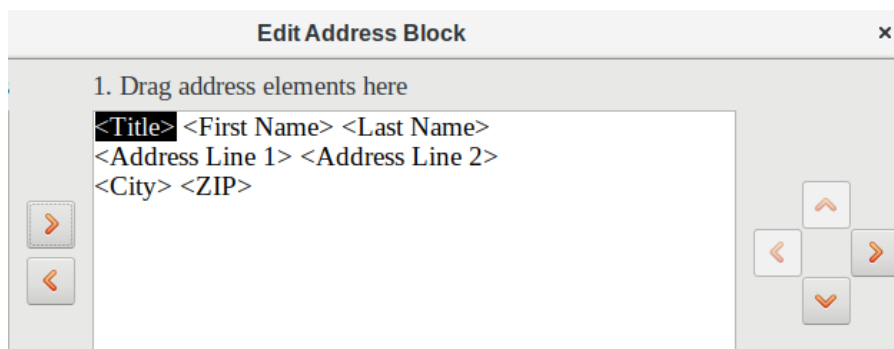 Edit Address Block
1. Drag address elements here
<Title> <First Name> <Last Name>
<Address Line 1> <Address Line 2>
<City> <ZIP>